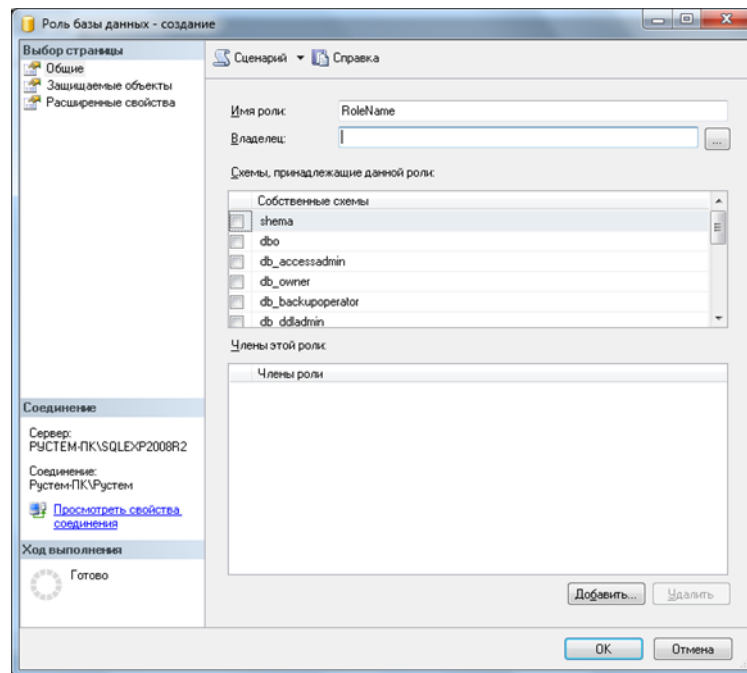 Роль базы данных - создание
Выбор страницы
Общие
Защищаемые объекты
Расширенные свойства
Сценарий
Справка
Имя роли:
RoleName
Владелец:
...
Схемы, принадлежащие данной роли:
Собственные схемы
shema
dbo
db_accessadmin
db_owner
db_backupoperator
db_ddladmin
Члены этой роли:
Члены роли
Соединение
Сервер:
РУСТЕМ-ПК\SQLEXP2008R2
Соединение:
Рустем-ПК\Рустем
Просмотреть свойства
соединения
Ход выполнения
Готово
Добавить...
Удалить
OK
Отмена